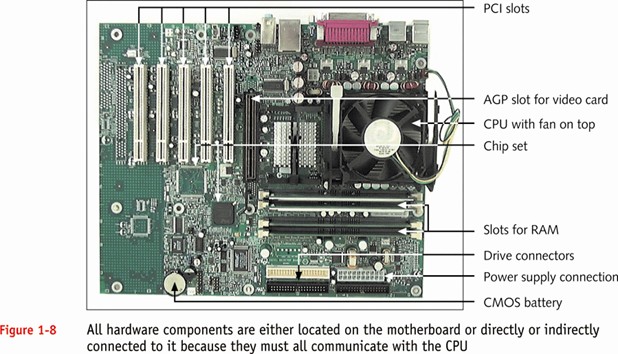 PCI slots
AGP slot for video card
CPU with fan on top
Chip set
Slots for RAM
Drive connectors
Power supply connection
CMOS battery
Figure 1-8 All hardware components are either located on the motherboard or directly or indirectly
connected to it because they must all communicate with the CPU